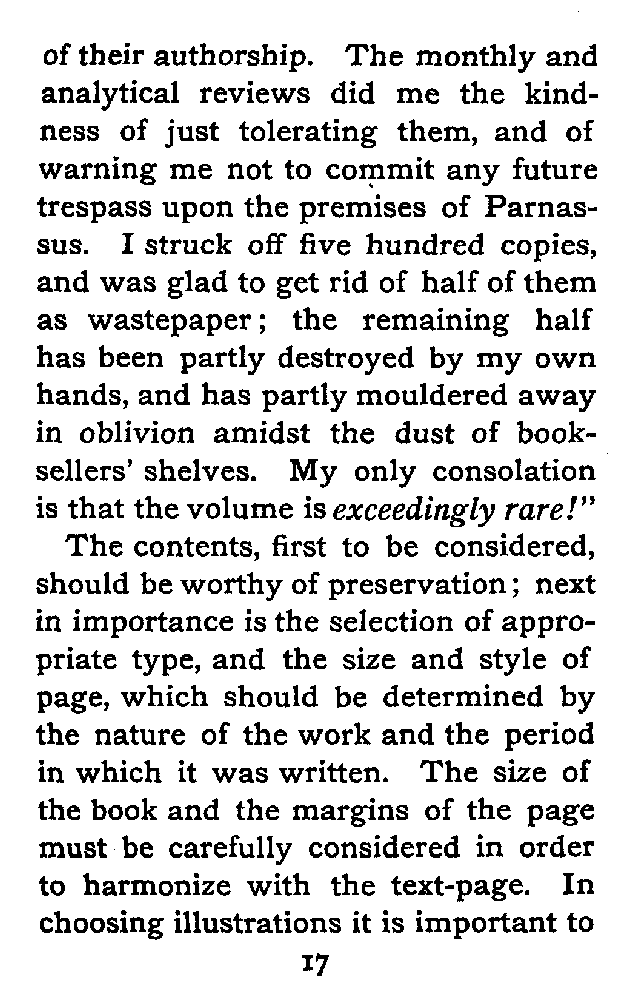 of their authorship. The monthly and
analytical reviews did me the kind-
ness of just tolerating them, and of
warning me not to commit any future
trespass upon the premises of Parnas-
sus. I struck off five hundred copies,
and was glad to get rid of half of them
as wastepaper; the remaining half
has been partly destroyed by my own
hands, and has partly mouldered away
in oblivion amidst the dust of book-
sellers' shelves. My only consolation
is that the volume is exceedingly rare!"
The contents, first to be considered,
should be worthy of preservation; next
in importance is the selection of appro-
priate type, and the size and style of
page, which should be determined by
the nature of the work and the period
in which it was written. The size of
the book and the margins of the page
must be carefully considered in order
to harmonize with the text-page. In
choosing illustrations it is important to
17